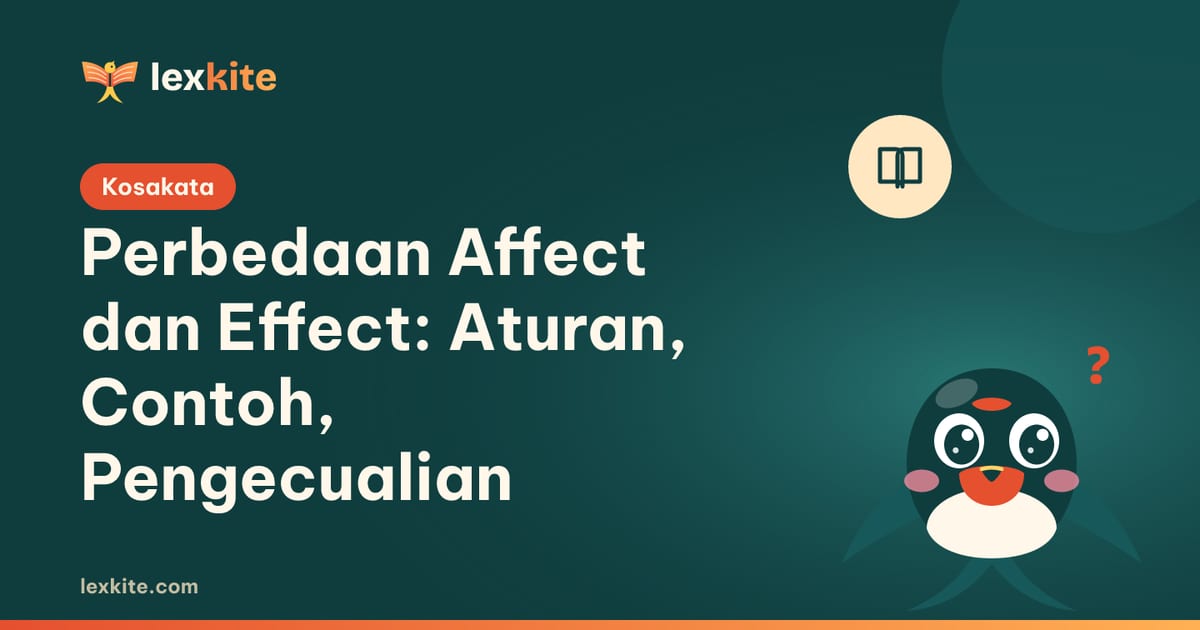 lexkite
Kosakata
Perbedaan Affect
dan Effect: Aturan,
Contoh,
Pengecualian
?
lexkite.com